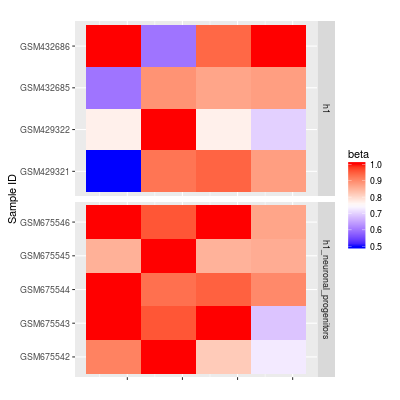 Sample ID
GSM432686
GSM432685
GSM429322
GSM429321
h1
GSM675546
GSM675545
GSM675544
GSM675543
GSM675542
h1_neuronal_progenitors
beta
1.0
0.9
0.8
0.7
0.6
0.5